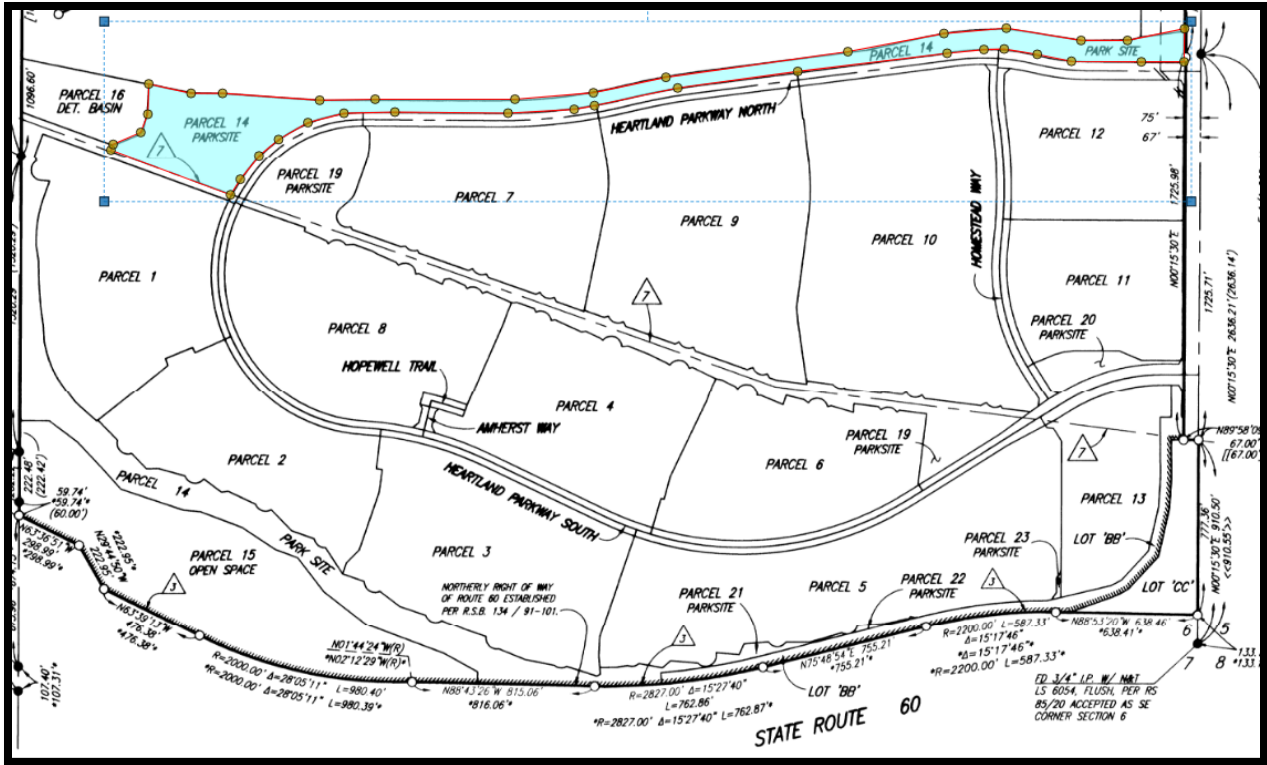 1096.60'
PARCEL 16
DET. BASIN
PARCEL 14
PARKSITE
7
PARCEL 14
PARK SITE
HEARTLAND PARKWAY NORTH
PARCEL 12
75'
67'
1725.98'
N00°15'30"E
PARCEL 19
PARKSITE
PARCEL 7
PARCEL 9
PARCEL 10
HOMESTEAD WAY
PARCEL 11
PARCEL 20
PARKSITE
1725.71'
N00°15'30"E 2636.21'(2636.14')
PARCEL 1
7
PARCEL 8
HOPEWELL TRAIL
AMHERST WAY
PARCEL 4
PARCEL 19
PARKSITE
PARCEL 6
7
PARCEL 13
67.00'
[[67.00']
PARCEL 2
HEARTLAND PARKWAY SOUTH
222.48'
(222.42')
PARCEL 14
PARK SITE
59.74'
*59.74'*
(60.00')
N63°36'51"W
298.99'
*298.99'*
*222.95'*
N29°44'50"W
222.95'
PARCEL 15
OPEN SPACE
3
PARCEL 3
NORTHERLY RIGHT OF WAY
OF ROUTE 60 ESTABLISHED
PER R.S.B. 134 / 91-101.
PARCEL 23
PARKSITE
LOT 'BB'
LOT 'CC'
777.36'
N00°15'30"E 910.50'
<<910.55'>>
PARCEL 5
PARCEL 22
PARKSITE
3
PARCEL 21
PARKSITE
3
N63°39'13"W
476.38'
*476.38'*
N01°44'24"W(R)
*N02°12'29"W(R)*
R=2000.00' Δ=28°05'11" L=980.40'
*R=2000.00' Δ=28°05'11" L=980.39'*
N88°43'26"W 815.06'
*816.06'*
R=2827.00' Δ=15°27'40"
L=762.86'
*R=2827.00' Δ=15°27'40" L=762.87'*
N75°48'54"E 755.21'
*755.21'*
LOT 'BB'
R=2200.00' L=587.33'
Δ=15°17'46"
*Δ=15°17'46"*
*R=2200.00' L=587.33'*
N88°53'20"W 638.46'
*638.41'*
6 5
7 8
107.40'
*107.31'*
FD 3/4" I.P. W/ N&T
LS 6054, FLUSH, PER RS
85/20 ACCEPTED AS SE
CORNER SECTION 6
STATE ROUTE 60